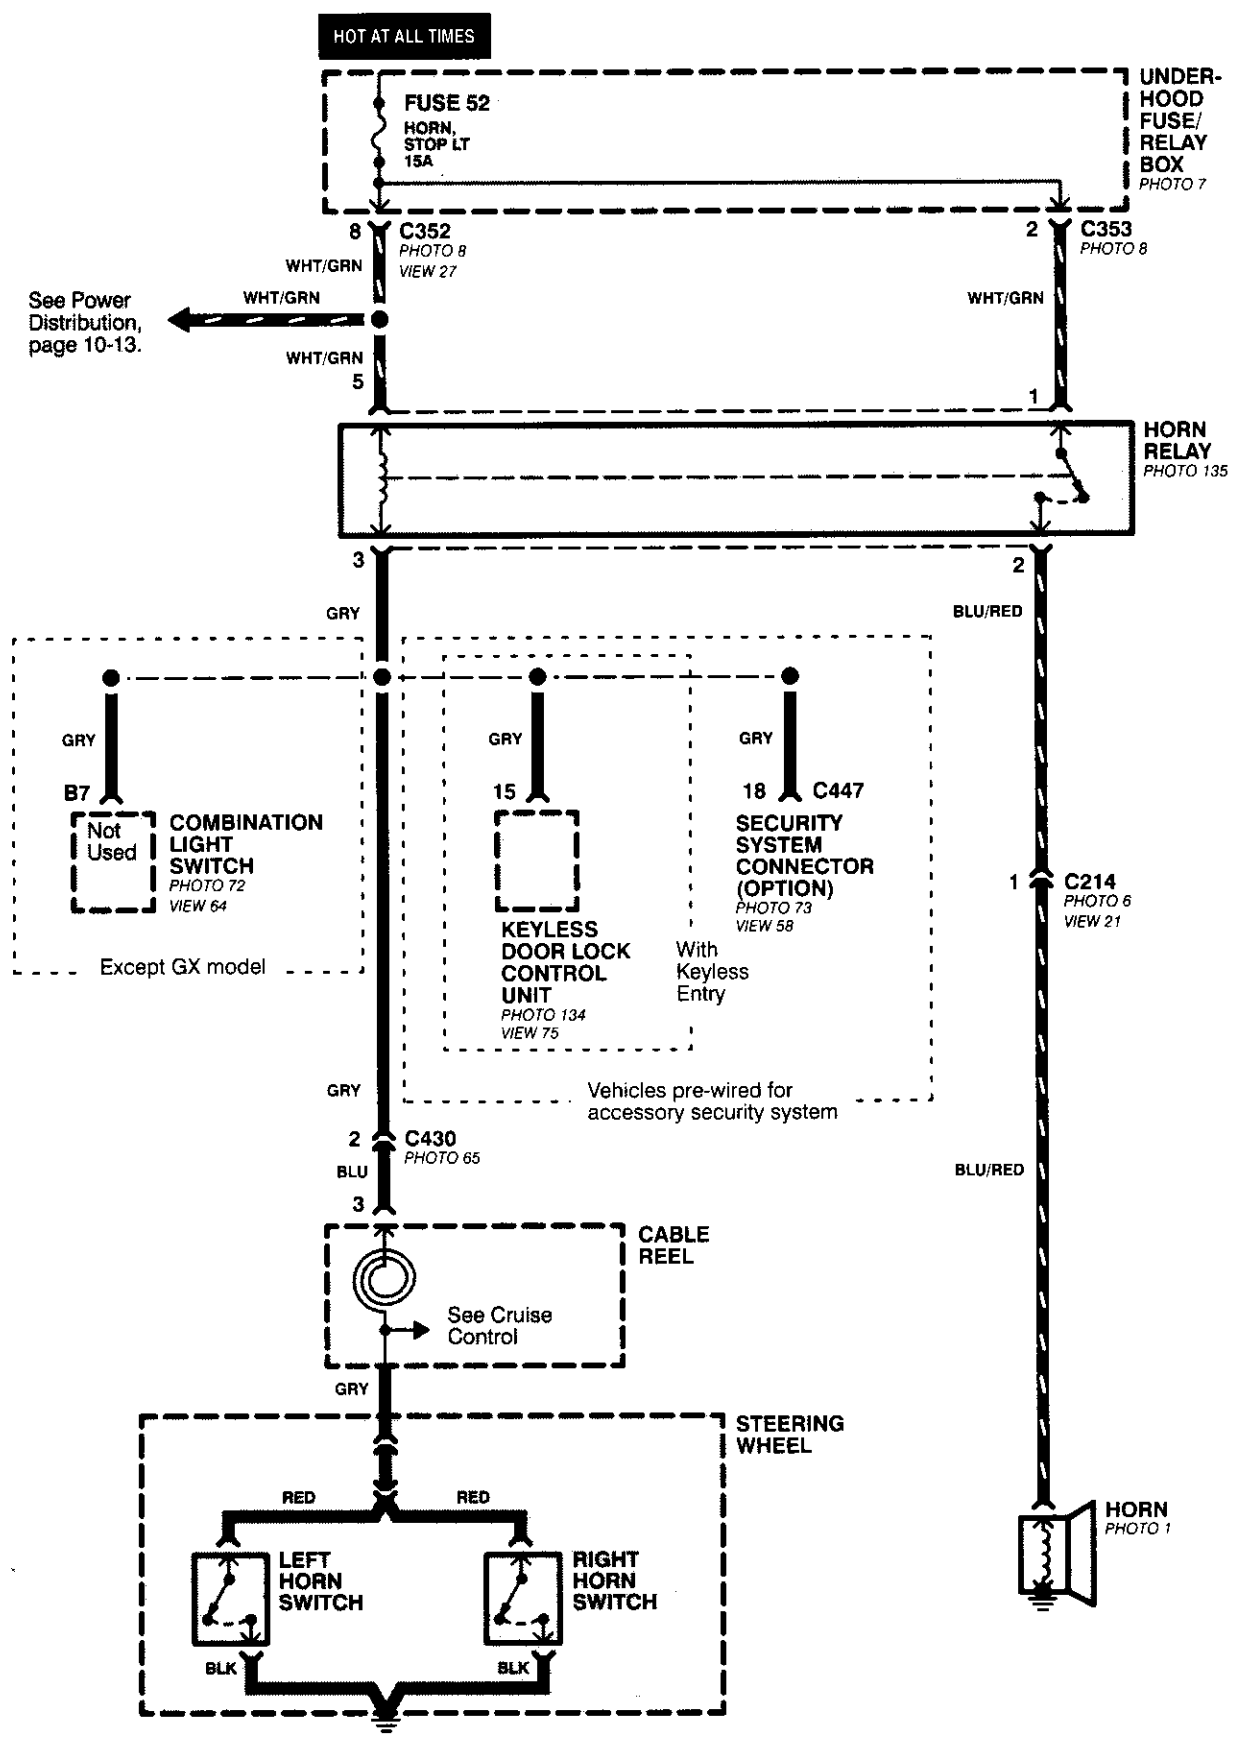 HOT AT ALL TIMES
FUSE 52
HORN,
STOP LT
15A
UNDER-
HOOD
FUSE/
RELAY
BOX
PHOTO 7
8
C352
PHOTO 8
VIEW 27
2
C353
PHOTO 8
WHT/GRN
WHT/GRN
WHT/GRN
See Power
Distribution,
page 10-13.
WHT/GRN
5
1
HORN
RELAY
PHOTO 135
3
2
GRY
BLU/RED
GRY
GRY
GRY
B7
15
18
C447
Not
Used
COMBINATION
LIGHT
SWITCH
PHOTO 72
VIEW 64
SECURITY
SYSTEM
CONNECTOR
(OPTION)
PHOTO 73
VIEW 58
1
C214
PHOTO 6
VIEW 21
KEYLESS
DOOR LOCK
CONTROL
UNIT
PHOTO 134
VIEW 75
With
Keyless
Entry
Except GX model
GRY
Vehicles pre-wired for
accessory security system
2
C430
PHOTO 65
BLU
BLU/RED
3
CABLE
REEL
See Cruise
Control
GRY
STEERING
WHEEL
RED
RED
HORN
PHOTO 1
LEFT
HORN
SWITCH
RIGHT
HORN
SWITCH
BLK
BLK